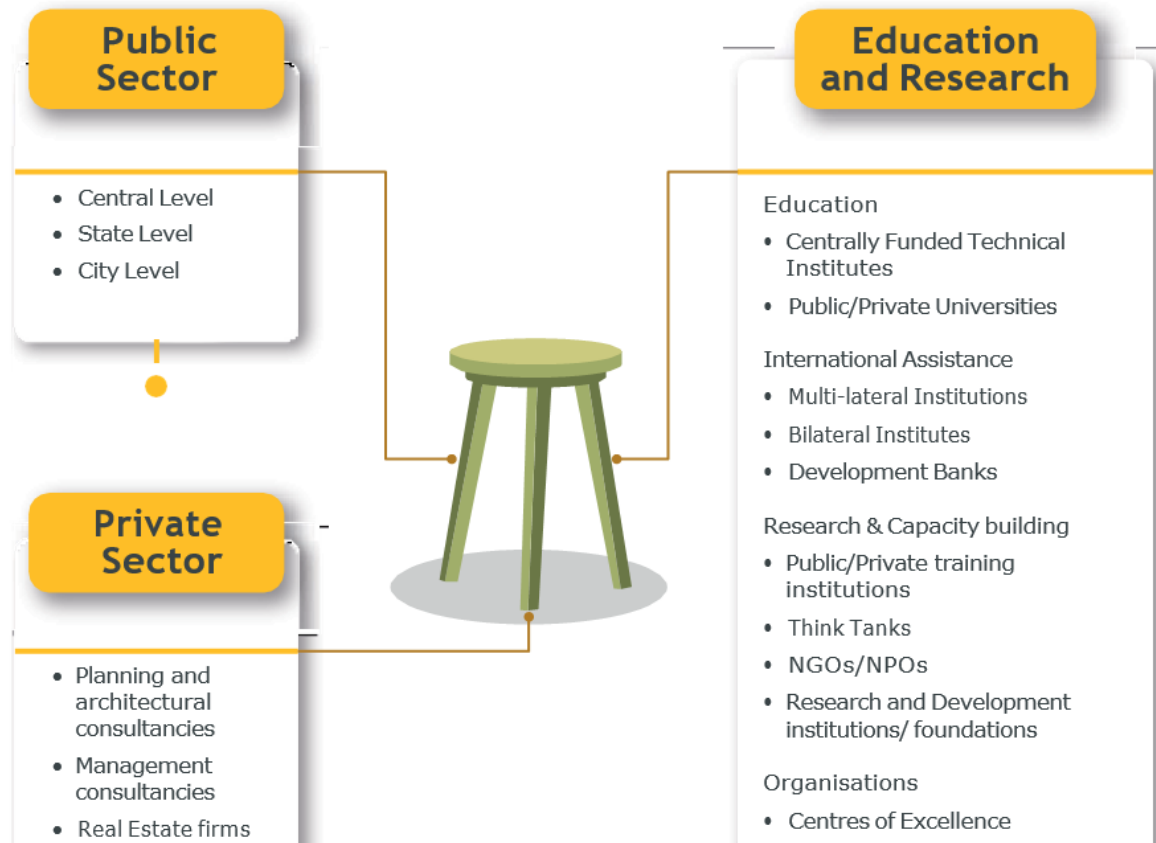 Public
Sector
• Central Level
• State Level
• City Level
Private
Sector
• Planning and
architectural
consultancies
• Management
consultancies
• Real Estate firms
Education
and Research
Education
• Centrally Funded Technical
Institutes
• Public/Private Universities
International Assistance
• Multi-lateral Institutions
• Bilateral Institutes
• Development Banks
Research & Capacity building
• Public/Private training
institutions
• Think Tanks
• NGOs/NPOs
• Research and Development
institutions/ foundations
Organisations
• Centres of Excellence